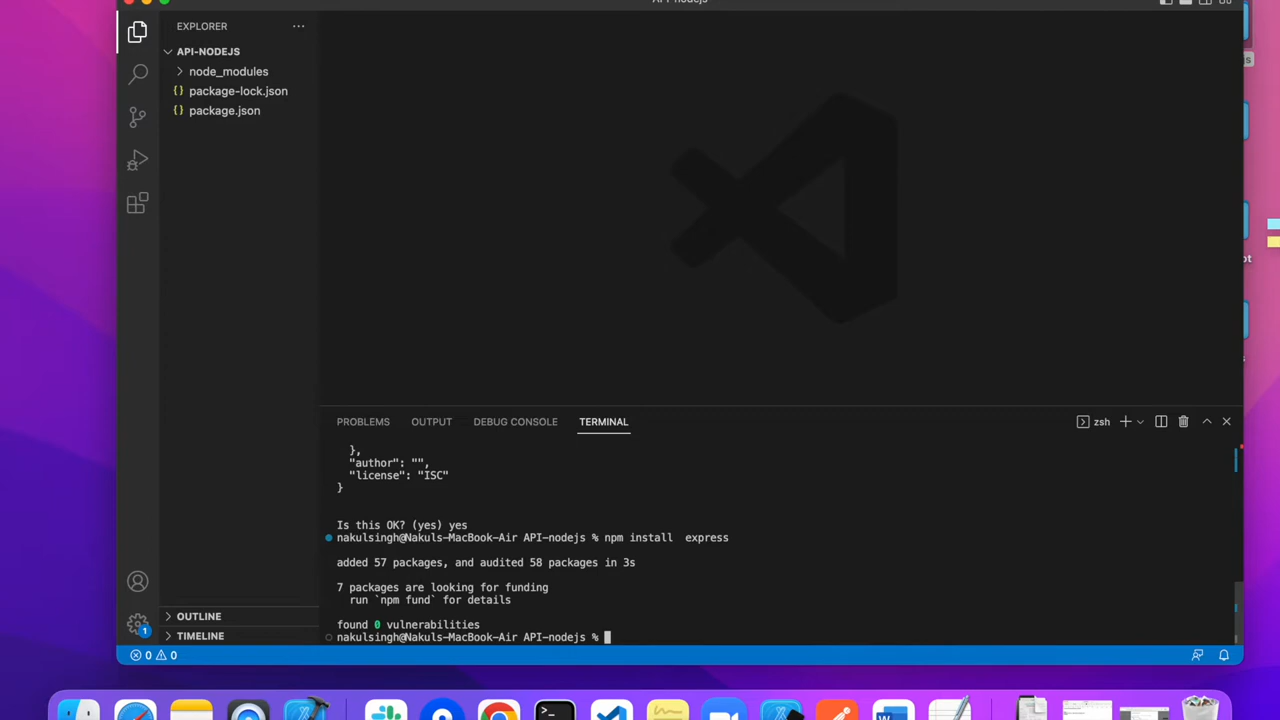 API-nodejs
EXPLORER
API-NODEJS
node_modules
{} package-lock.json
{} package.json
PROBLEMS OUTPUT DEBUG CONSOLE TERMINAL
zsh
},
"author": "",
"license": "ISC"
}
Is this OK? (yes) yes
nakulsingh@Nakuls-MacBook-Air API-nodejs % npm install  express
added 57 packages, and audited 58 packages in 3s
7 packages are looking for funding
run `npm fund` for details
found 0 vulnerabilities
nakulsingh@Nakuls-MacBook-Air API-nodejs %
OUTLINE
TIMELINE
1
0 0